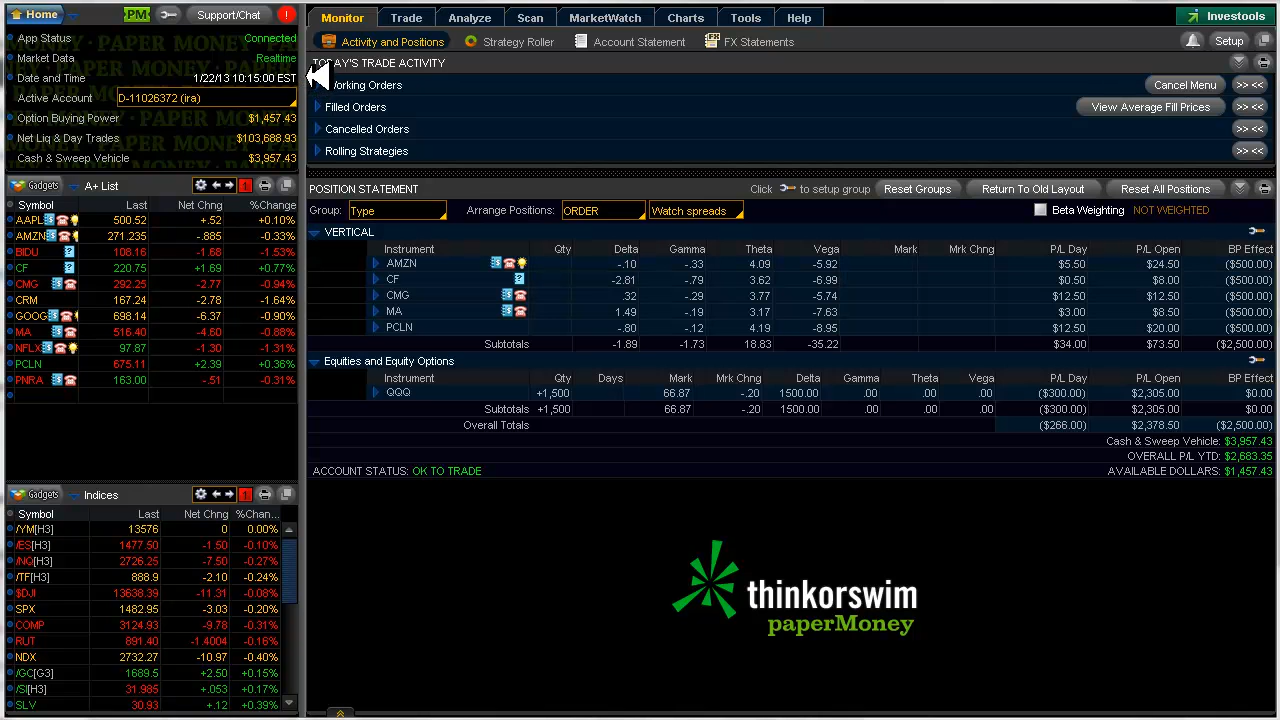 Home PM Support/Chat !
App Status Connected
Market Data Realtime
Date and Time 1/22/13 10:15:00 EST
Active Account D-11026372 (ira)
Option Buying Power $1,457.43
Net Liq & Day Trades $103,688.93
Cash & Sweep Vehicle $3,957.43
Gadgets A+ List 1
Symbol Last Net Chng %Change
AAPL 500.52 +.52 +0.10%
AMZN 271.235 -.885 -0.33%
BIDU 108.16 -1.68 -1.53%
CF 220.75 +1.69 +0.77%
CMG 292.25 -2.77 -0.94%
CRM 167.24 -2.78 -1.64%
GOOG 698.14 -6.37 -0.90%
MA 516.40 -4.60 -0.88%
NFLX 97.87 -1.30 -1.31%
PCLN 675.11 +2.39 +0.36%
PNRA 163.00 -.51 -0.31%
Gadgets Indices 1
Symbol Last Net Chng %Chan...
/YM[H3] 13576 0 0.00%
/ES[H3] 1477.50 -1.50 -0.10%
/NQ[H3] 2726.25 -7.50 -0.27%
/TF[H3] 888.9 -2.10 -0.24%
$DJI 13638.39 -11.31 -0.08%
SPX 1482.95 -3.03 -0.20%
COMP 3124.93 -9.78 -0.31%
RUT 891.40 -1.4004 -0.16%
NDX 2732.27 -10.97 -0.40%
/GC[G3] 1689.5 +2.50 +0.15%
/SI[H3] 31.985 +.053 +0.17%
SLV 30.93 +.12 +0.39%
Monitor Trade Analyze Scan MarketWatch Charts Tools Help Investools
Activity and Positions Strategy Roller Account Statement FX Statements Setup
TODAY'S TRADE ACTIVITY
Working Orders Cancel Menu >> <<
Filled Orders View Average Fill Prices >> <<
Cancelled Orders >> <<
Rolling Strategies >> <<
POSITION STATEMENT Click to setup group Reset Groups Return To Old Layout Reset All Positions
Group: Type Arrange Positions: ORDER Watch spreads Beta Weighting NOT WEIGHTED
VERTICAL
Instrument Qty Delta Gamma Theta Vega Mark Mrk Chng P/L Day P/L Open BP Effect
AMZN -.10 -.33 4.09 -5.92 $5.50 $24.50 ($500.00)
CF -2.81 -.79 3.62 -6.99 $0.50 $8.00 ($500.00)
CMG .32 -.29 3.77 -5.74 $12.50 $12.50 ($500.00)
MA 1.49 -.19 3.17 -7.63 $3.00 $8.50 ($500.00)
PCLN -.80 -.12 4.19 -8.93 $12.50 $20.00 ($500.00)
Subtotals -1.89 -1.73 18.83 -35.22 $34.00 $73.50 ($2,500.00)
Equities and Equity Options
Instrument Qty Days Mark Mrk Chng Delta Gamma Theta Vega P/L Day P/L Open BP Effect
QQQ +1,500 66.87 -.20 1500.00 .00 .00 .00 ($300.00) $2,305.00 $0.00
Subtotals +1,500 66.87 -.20 1500.00 .00 .00 .00 ($300.00) $2,305.00 $0.00
Overall Totals ($266.00) $2,378.50 ($2,500.00)
Cash & Sweep Vehicle: $3,957.43
OVERALL P/L YTD: $2,683.35
ACCOUNT STATUS: OK TO TRADE AVAILABLE DOLLARS: $1,457.43
thinkorswim
paperMoney